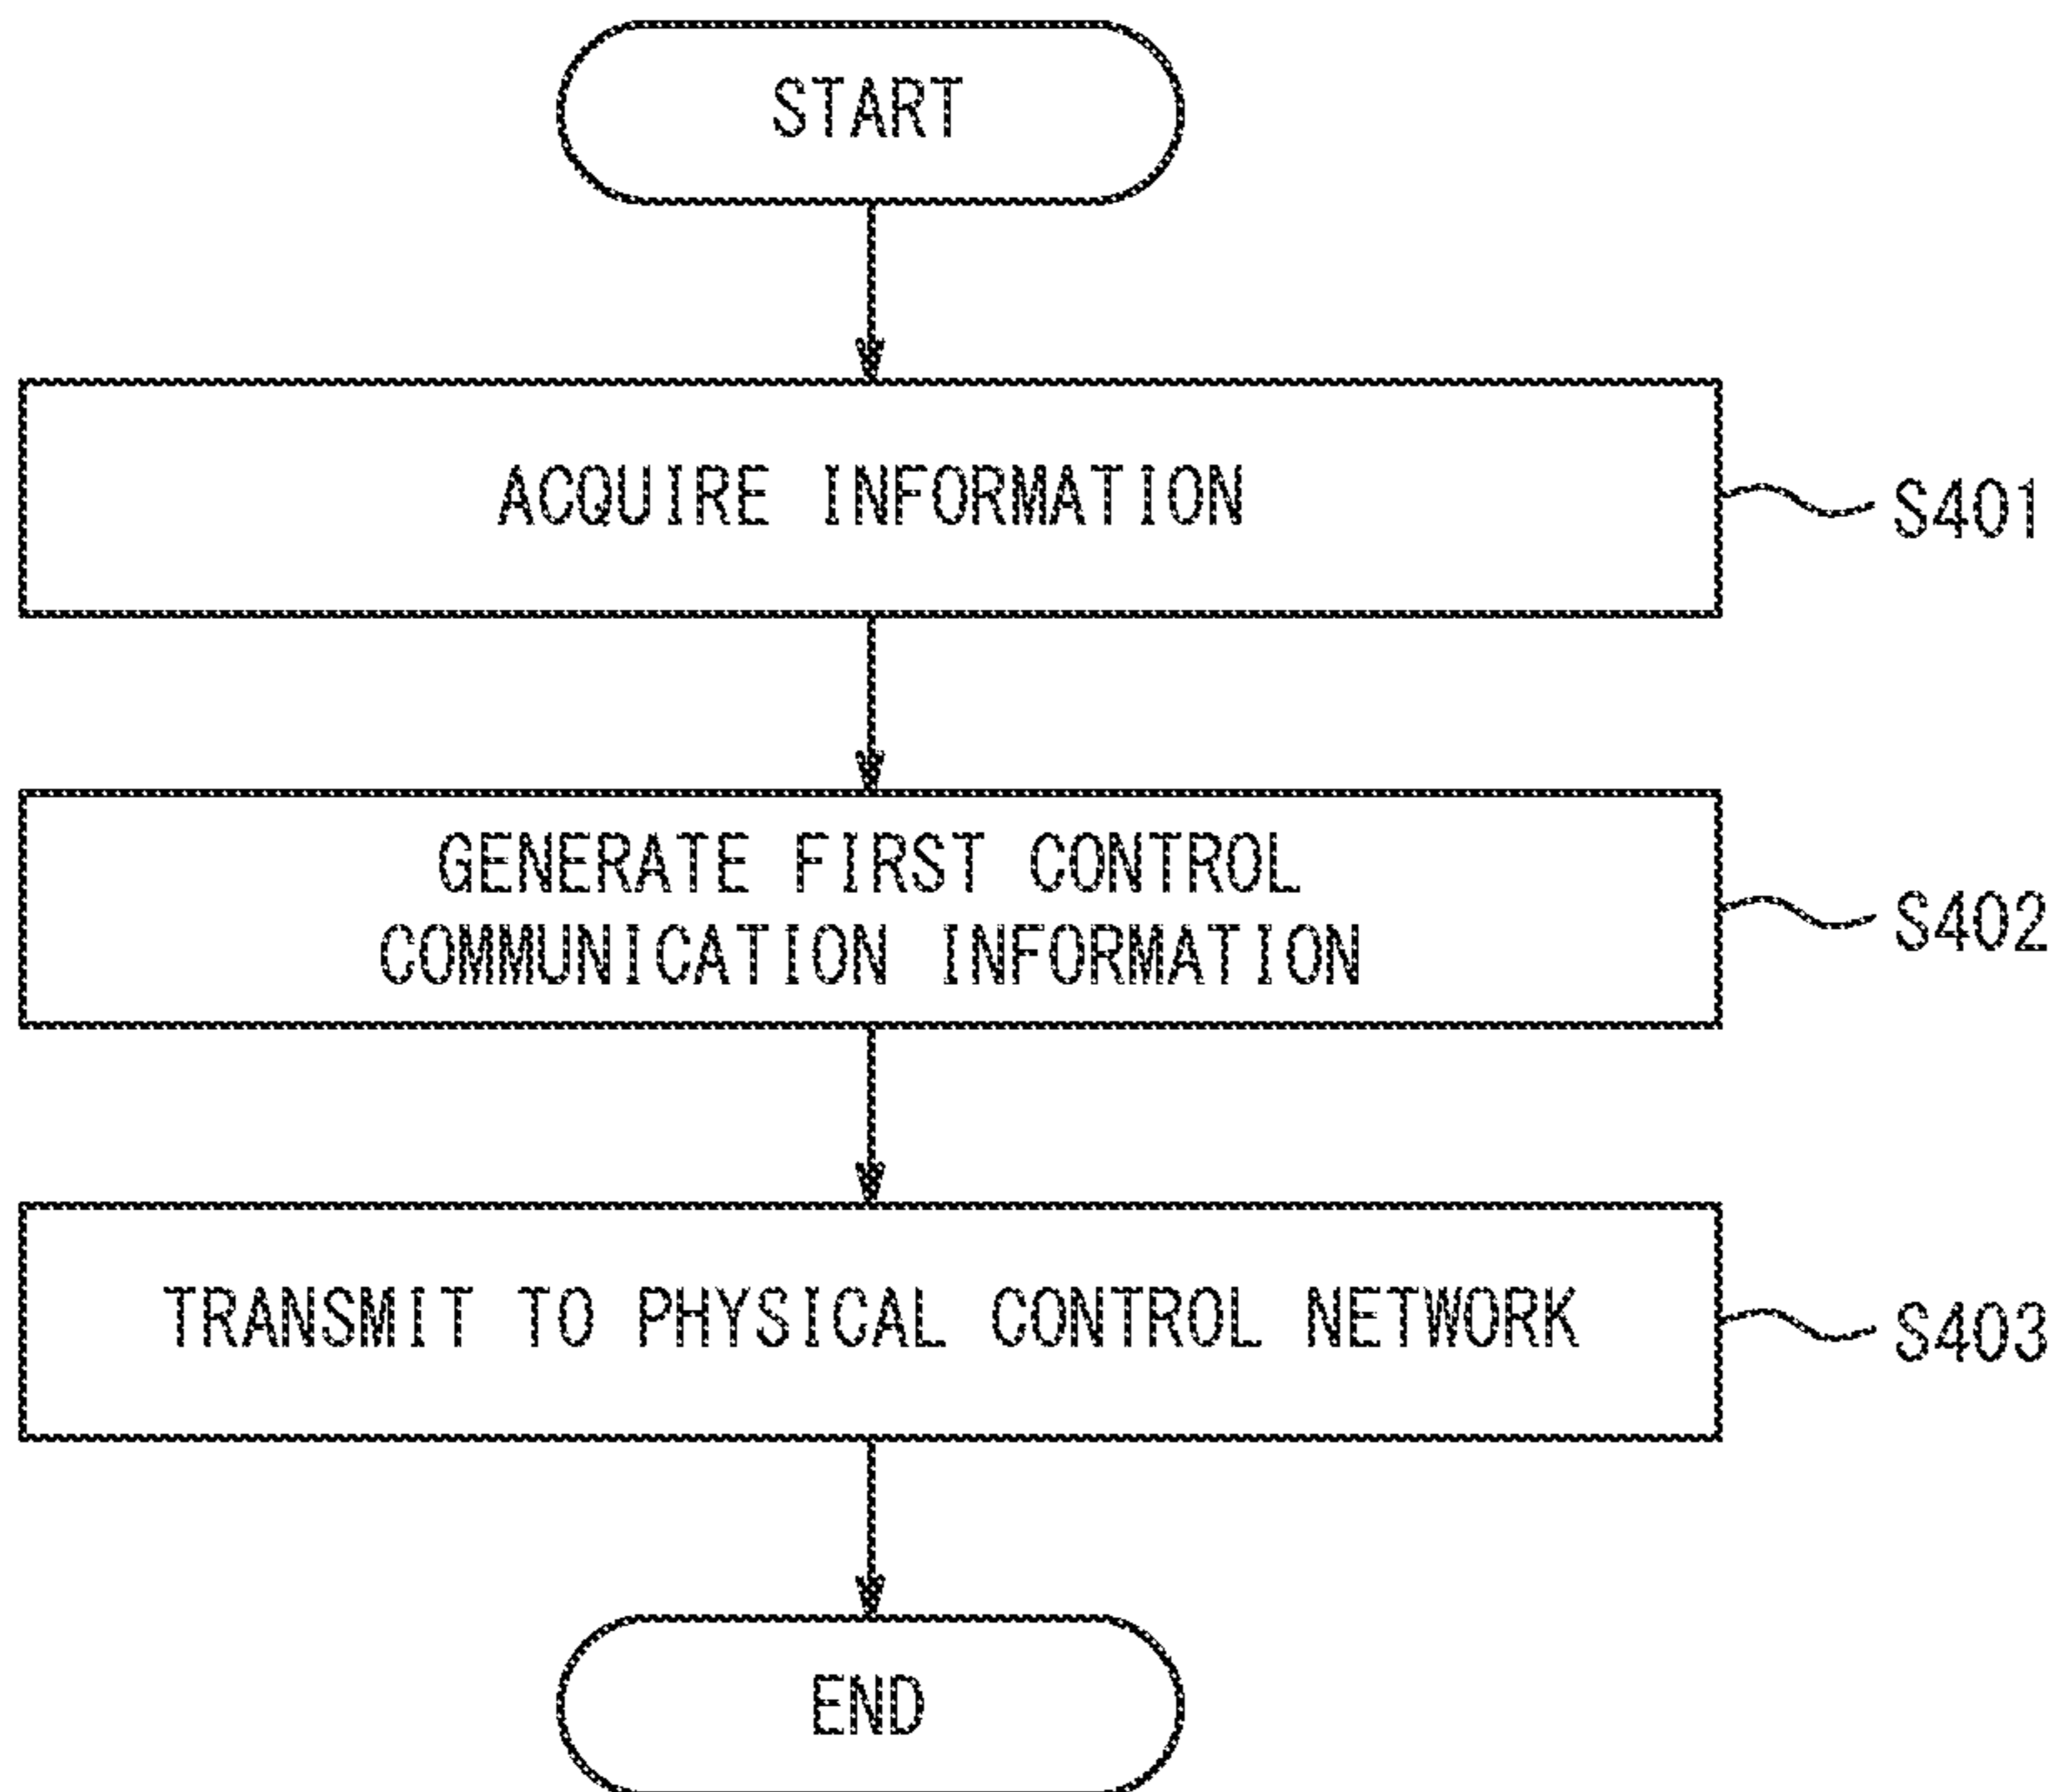 START
ACQUIRE INFORMATION
S401
GENERATE FIRST CONTROL
COMMUNICATION INFORMATION
S402
TRANSMIT TO PHYSICAL CONTROL NETWORK
S403
END